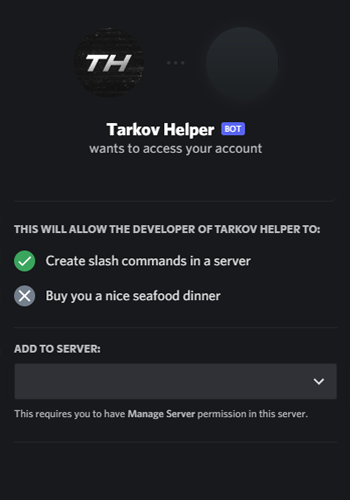 TH
Tarkov Helper BOT
wants to access your account
THIS WILL ALLOW THE DEVELOPER OF TARKOV HELPER TO:
Create slash commands in a server
Buy you a nice seafood dinner
ADD TO SERVER:
This requires you to have Manage Server permission in this server.